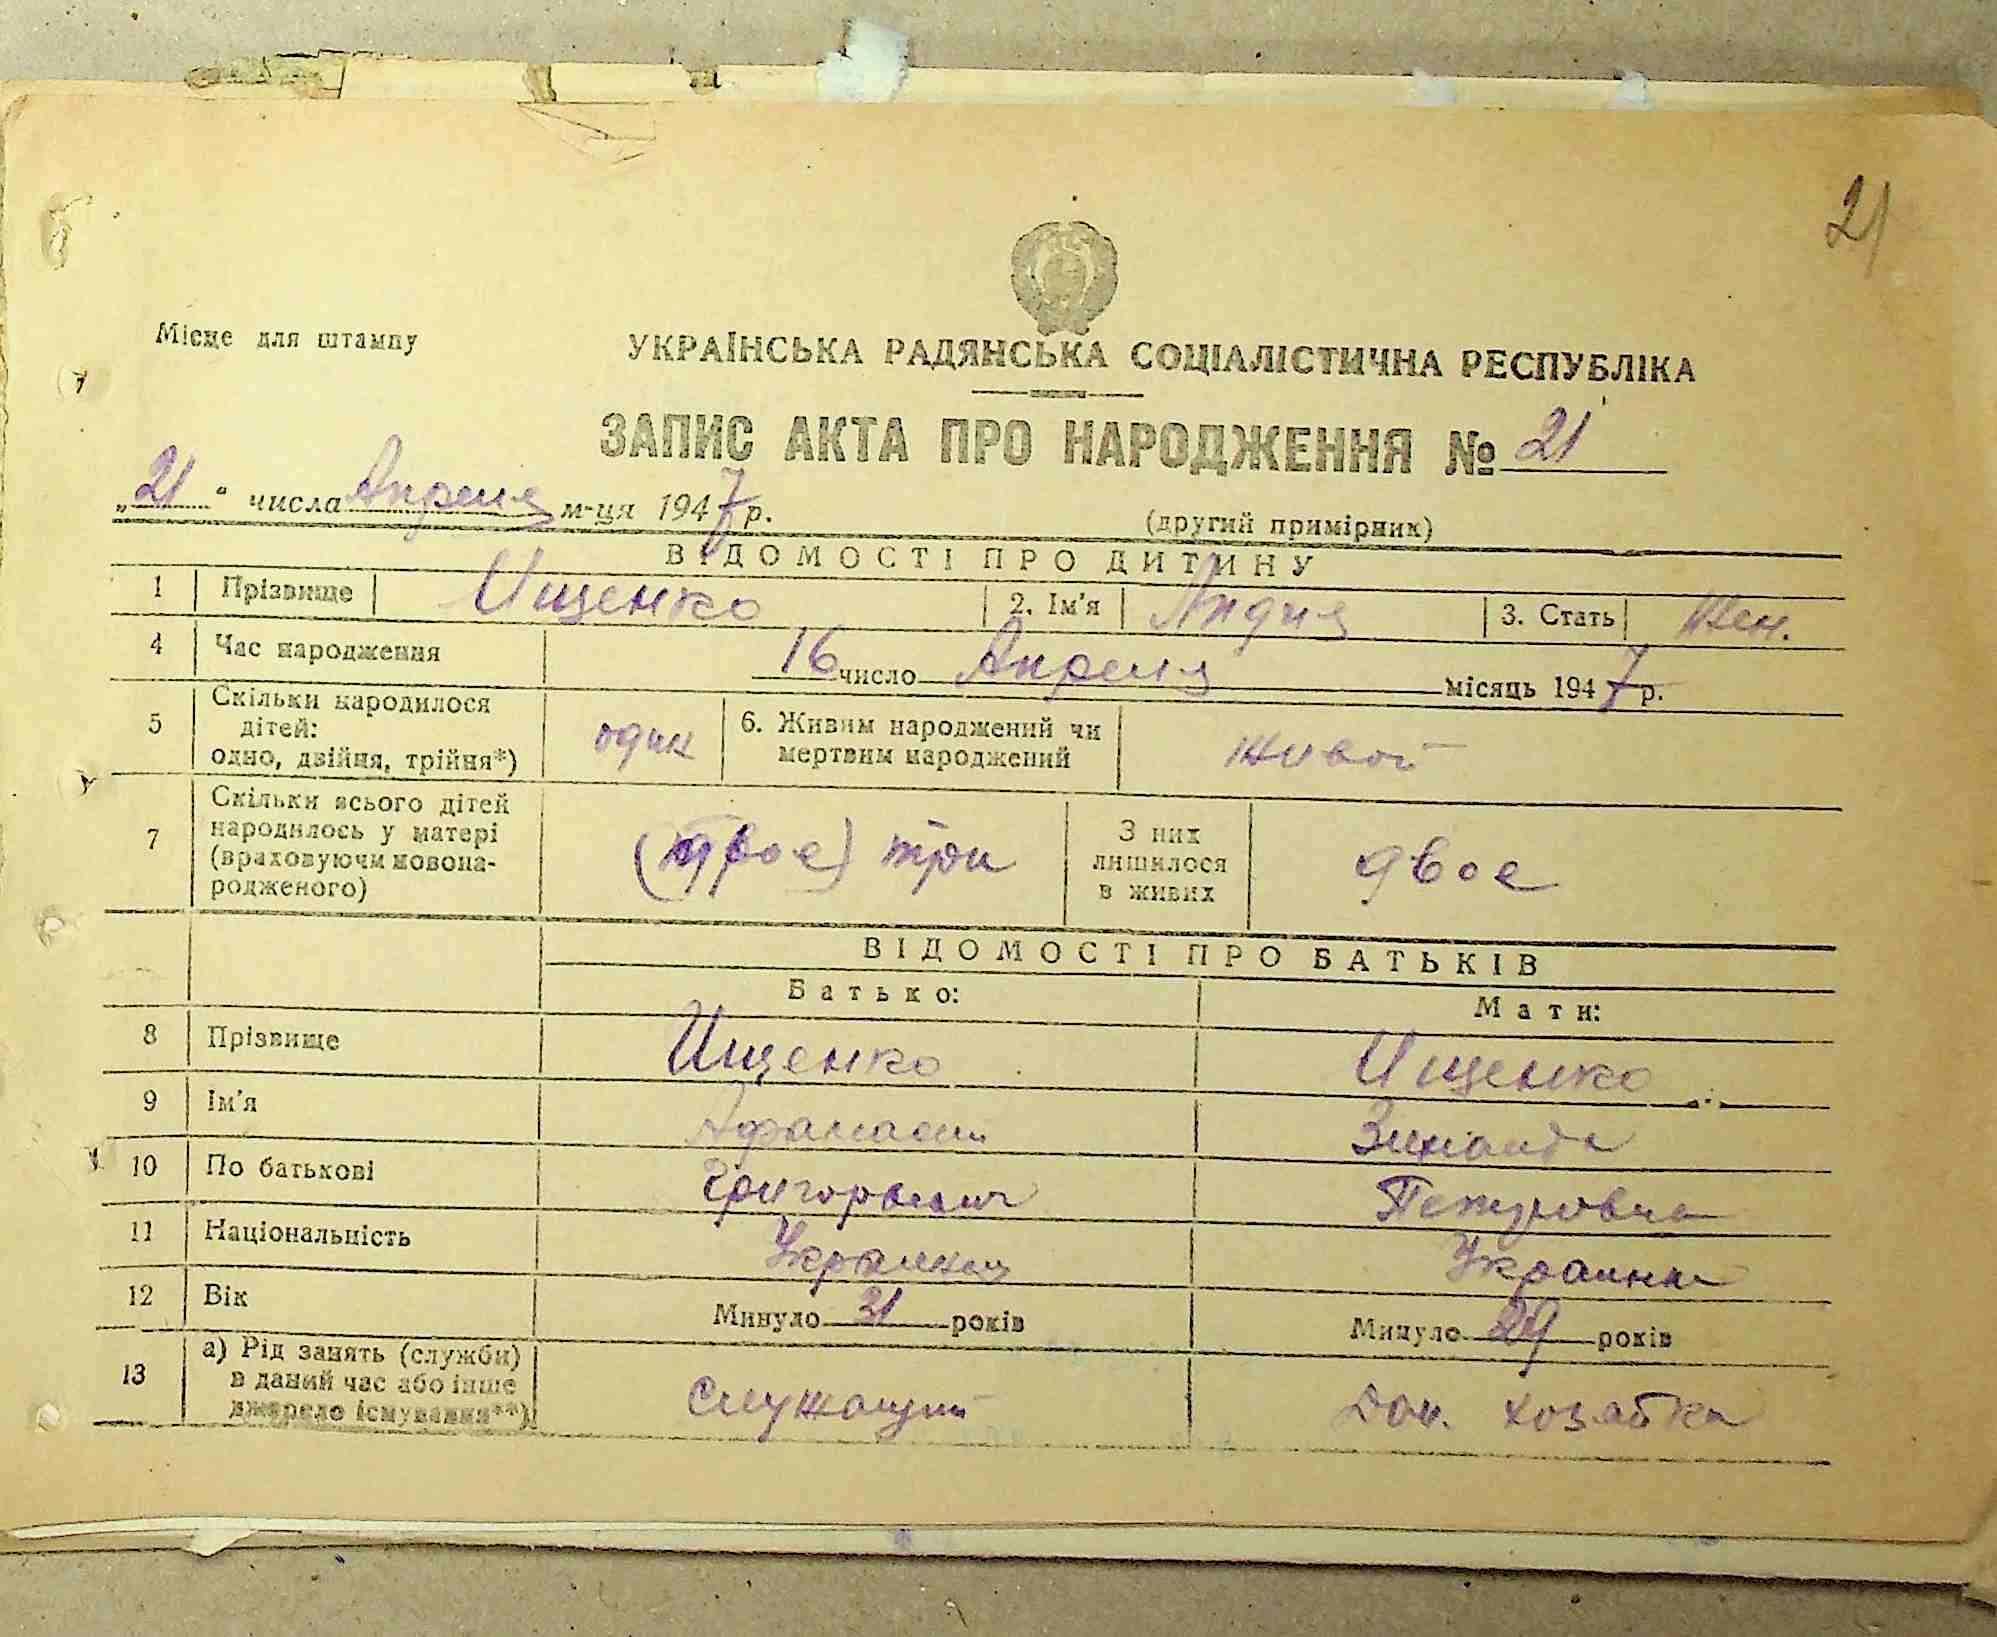 21
Місце для штампу
УКРАЇНСЬКА РАДЯНСЬКА СОЦІАЛІСТИЧНА РЕСПУБЛІКА
ЗАПИС АКТА ПРО НАРОДЖЕННЯ № 21
„21“ числа Апреля м-ця 1947 р.
(другий примірник)
ВІДОМОСТІ ПРО ДИТИНУ
1 Прізвище Ищенко 2. Ім'я Лидия 3. Стать Жен.
4 Час народження 16 число Апреля місяць 1947 р.
5 Скільки народилося дітей: одно, двійня, трійня*) один 6. Живим народжений чи мертвим народжений живой
7 Скільки всього дітей народилось у матері (враховуючи новонародженого) три З них лишилося в живих двое
ВІДОМОСТІ ПРО БАТЬКІВ
Батько: Мати:
8 Прізвище Ищенко Ищенко
9 Ім'я Афанасий Зинаида
10 По батькові Григорьевич Петровна
11 Національність Украинец
12 Вік Минуло 31 років Минуло 29 років
13 а) Рід занять (служби) в даний час або інше джерело існування**) Служащий Дом. хозяйка